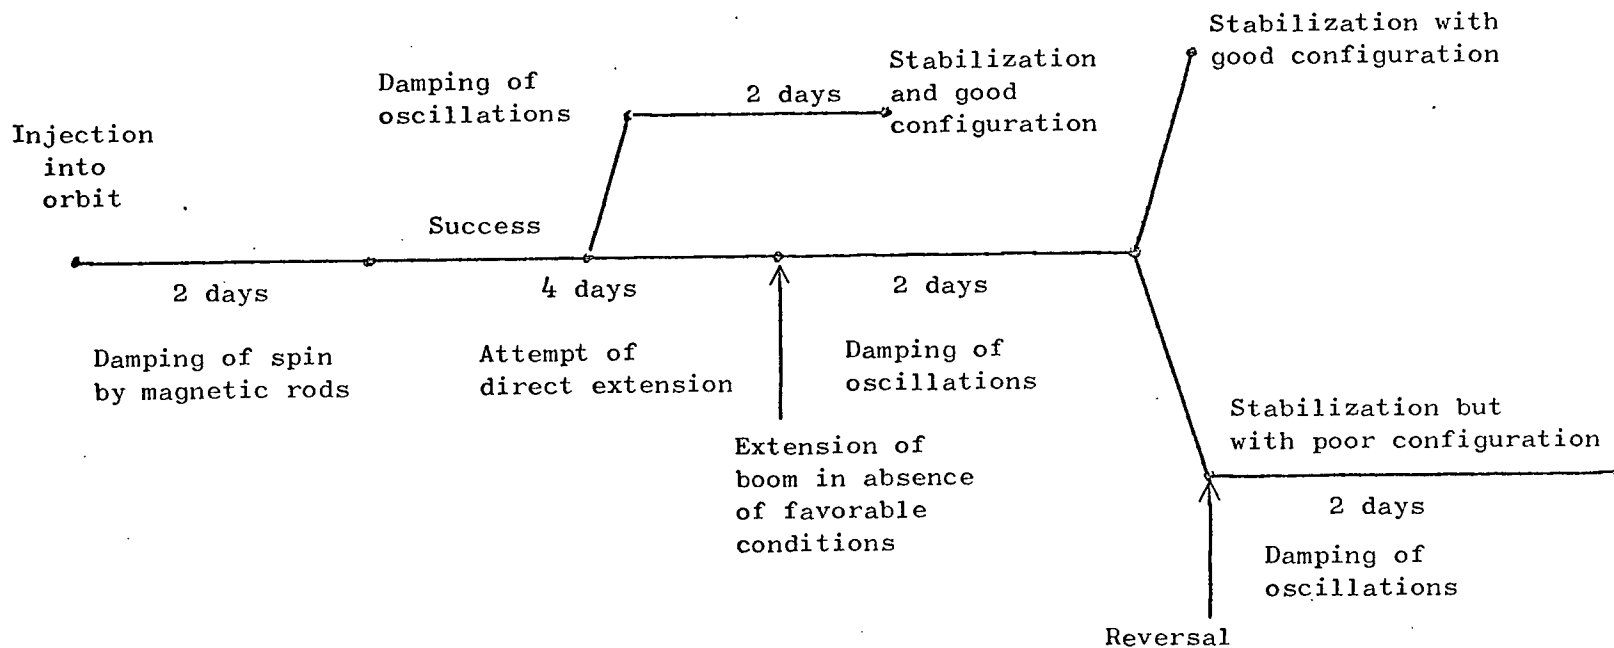 Injection
into
orbit
Damping of
oscillations
2 days
Stabilization
and good
configuration
Stabilization with
good configuration
Success
2 days
4 days
2 days
Damping of spin
by magnetic rods
Attempt of
direct extension
Damping of
oscillations
Extension of
boom in absence
of favorable
conditions
Stabilization but
with poor configuration
2 days
Damping of
oscillations
Reversal